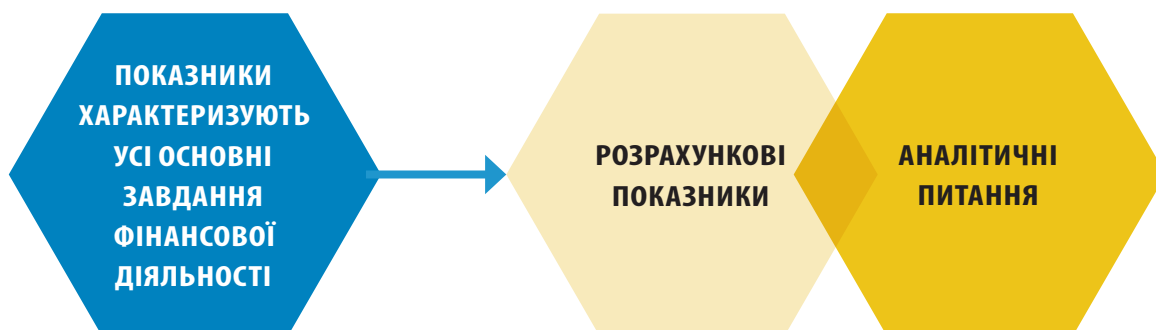 ПОКАЗНИКИ
ХАРАКТЕРИЗУЮТЬ
УСІ ОСНОВНІ
ЗАВДАННЯ
ФІНАНСОВОЇ
ДІЯЛЬНОСТІ
РОЗРАХУНКОВІ
ПОКАЗНИКИ
АНАЛІТИЧНІ
ПИТАННЯ